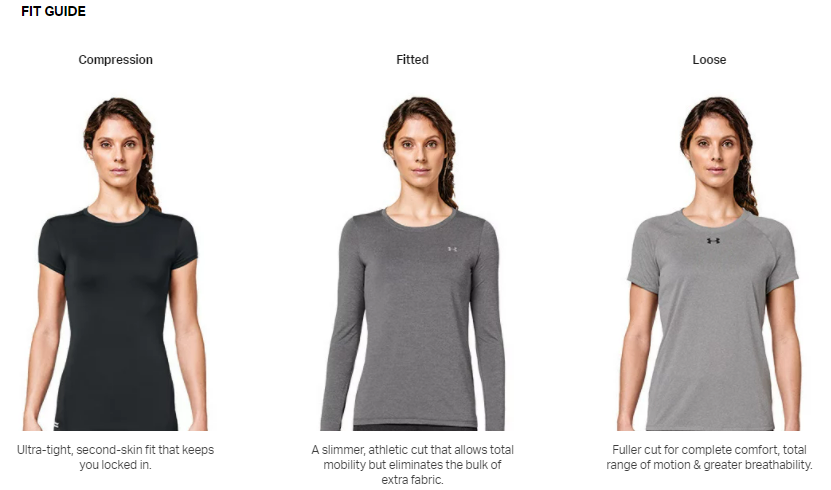 FIT GUIDE
Compression
Fitted
Loose
Ultra-tight, second-skin fit that keeps
you locked in.
A slimmer, athletic cut that allows total
mobility but eliminates the bulk of
extra fabric.
Fuller cut for complete comfort, total
range of motion & greater breathability.